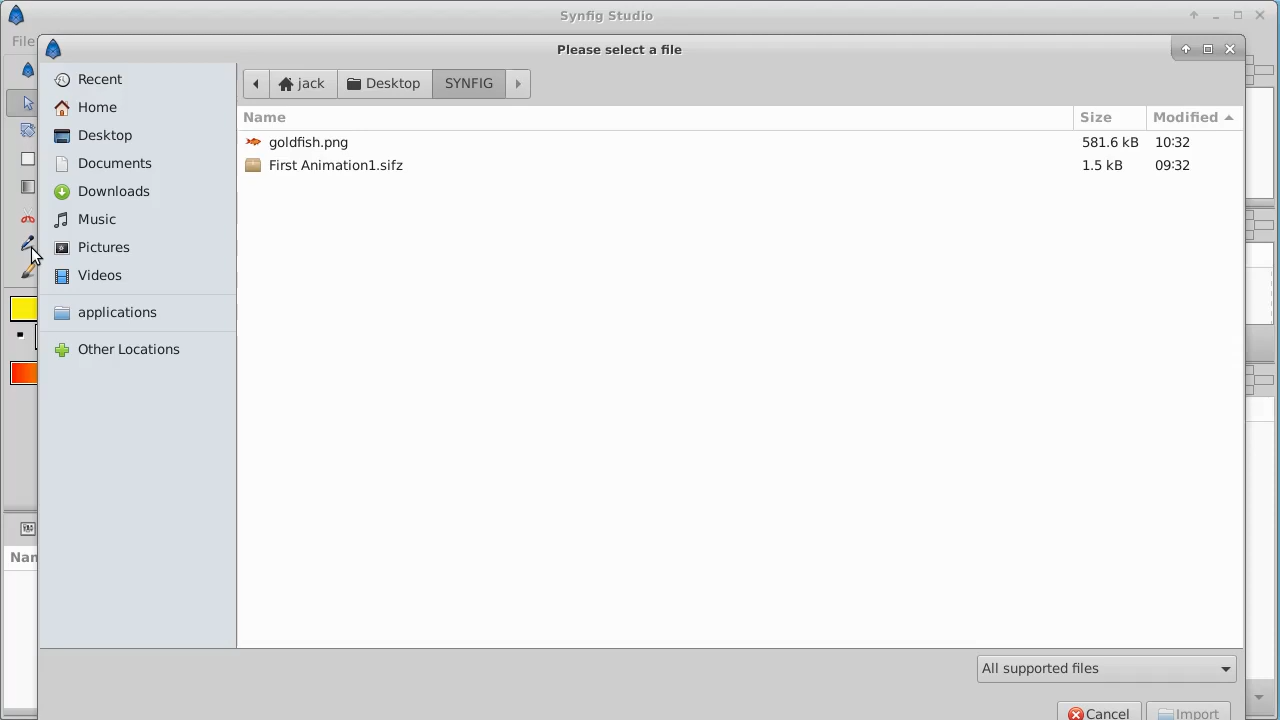 Synfig Studio
File
Please select a file
Recent
Home
Desktop
Documents
Downloads
Music
Pictures
Videos
applications
Other Locations
jack Desktop SYNFIG
Name Size Modified
goldfish.png 581.6 kB 10:32
First Animation1.sifz 1.5 kB 09:32
All supported files
Cancel Import
Nam